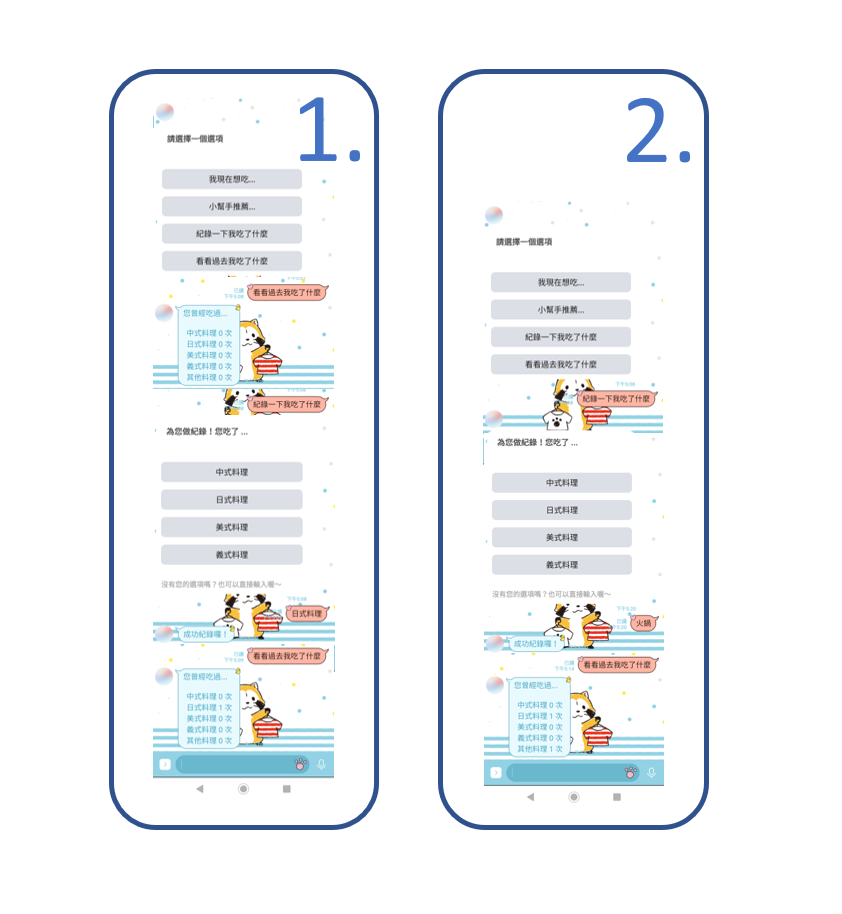 1.
請選擇一個選項
我現在想吃...
小幫手推薦...
紀錄一下我吃了什麼
看看過去我吃了什麼
已讀
下午5:08
看看過去我吃了什麼
您曾經吃過...
中式料理 0 次
日式料理 0 次
美式料理 0 次
義式料理 0 次
其他料理 0 次
紀錄一下我吃了什麼
為您做紀錄！您吃了 ...
中式料理
日式料理
美式料理
義式料理
沒有您的選項嗎？也可以直接輸入喔～
日式料理
成功紀錄囉！
已讀
下午5:09
看看過去我吃了什麼
您曾經吃過...
中式料理 0 次
日式料理 1 次
美式料理 0 次
義式料理 0 次
其他料理 0 次
2.
請選擇一個選項
我現在想吃...
小幫手推薦...
紀錄一下我吃了什麼
看看過去我吃了什麼
紀錄一下我吃了什麼
為您做紀錄！您吃了 ...
中式料理
日式料理
美式料理
義式料理
沒有您的選項嗎？也可以直接輸入喔～
下午5:20
已讀
火鍋
成功紀錄囉！
已讀
下午5:14
看看過去我吃了什麼
您曾經吃過...
中式料理 0 次
日式料理 1 次
美式料理 0 次
義式料理 0 次
其他料理 1 次